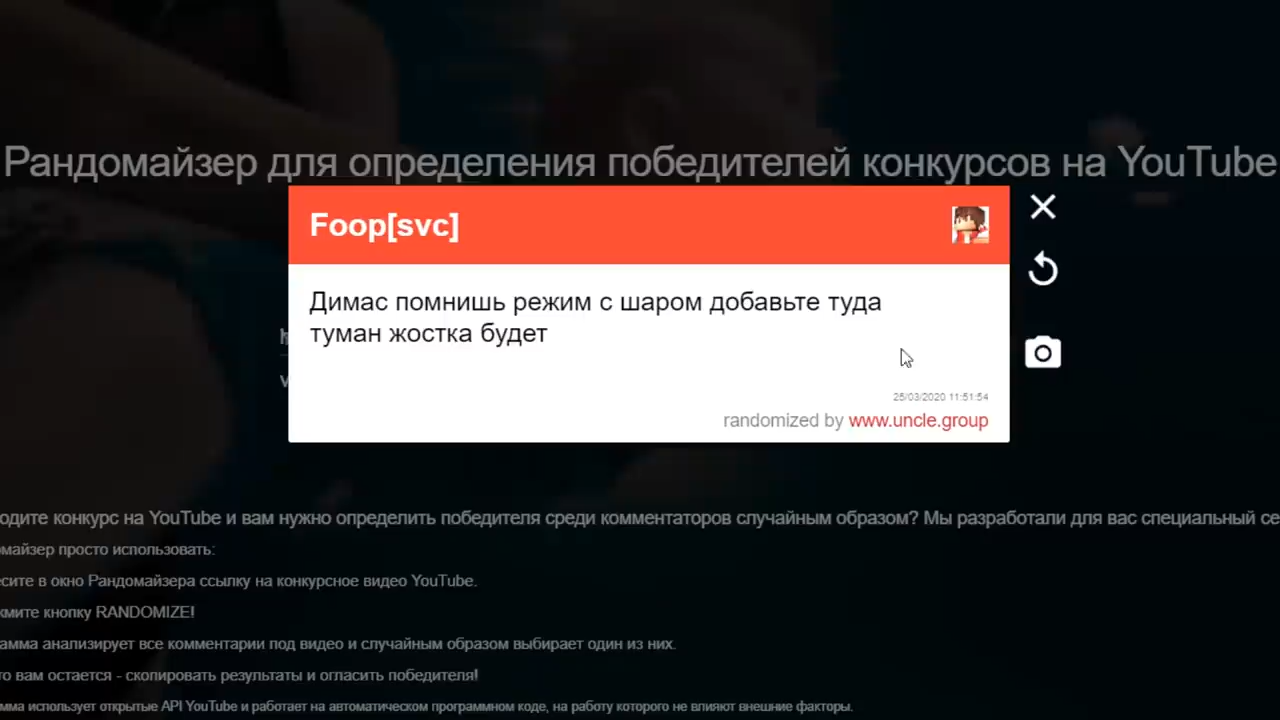 Рандомайзер для определения победителей конкурсов на YouTube
Foop[svc]
Димас помнишь режим с шаром добавьте туда
туман жостка будет
25/03/2020 11:51:54
randomized by www.uncle.group
одите конкурс на YouTube и вам нужно определить победителя среди комментаторов случайным образом? Мы разработали для вас специальный се
майзер просто использовать:
сите в окно Рандомайзера ссылку на конкурсное видео YouTube.
мите кнопку RANDOMIZE!
амма анализирует все комментарии под видео и случайным образом выбирает один из них.
то вам остается - скопировать результаты и огласить победителя!
мма использует открытые API YouTube и работает на автоматическом программном коде, на работу которого не влияют внешние факторы.